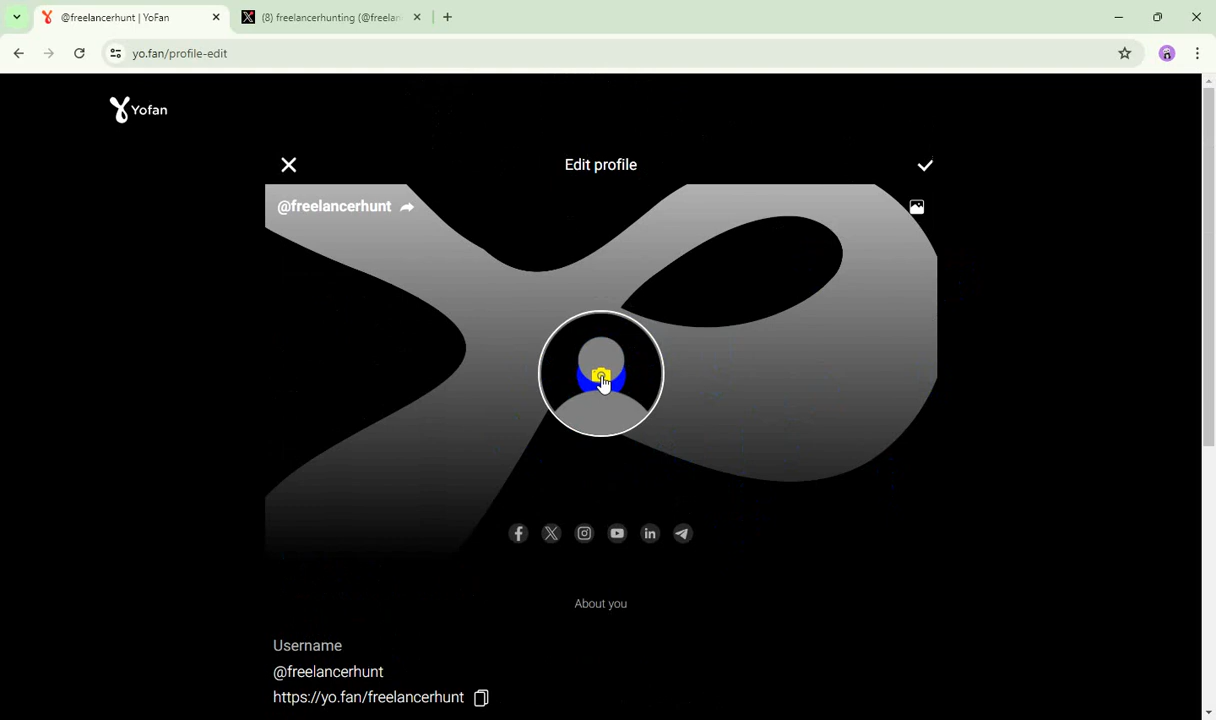 @freelancerhunt | YoFan
(8) freelancerhunting (@freelan
yo.fan/profile-edit
Yofan
Edit profile
@freelancerhunt
About you
Username
@freelancerhunt
https://yo.fan/freelancerhunt